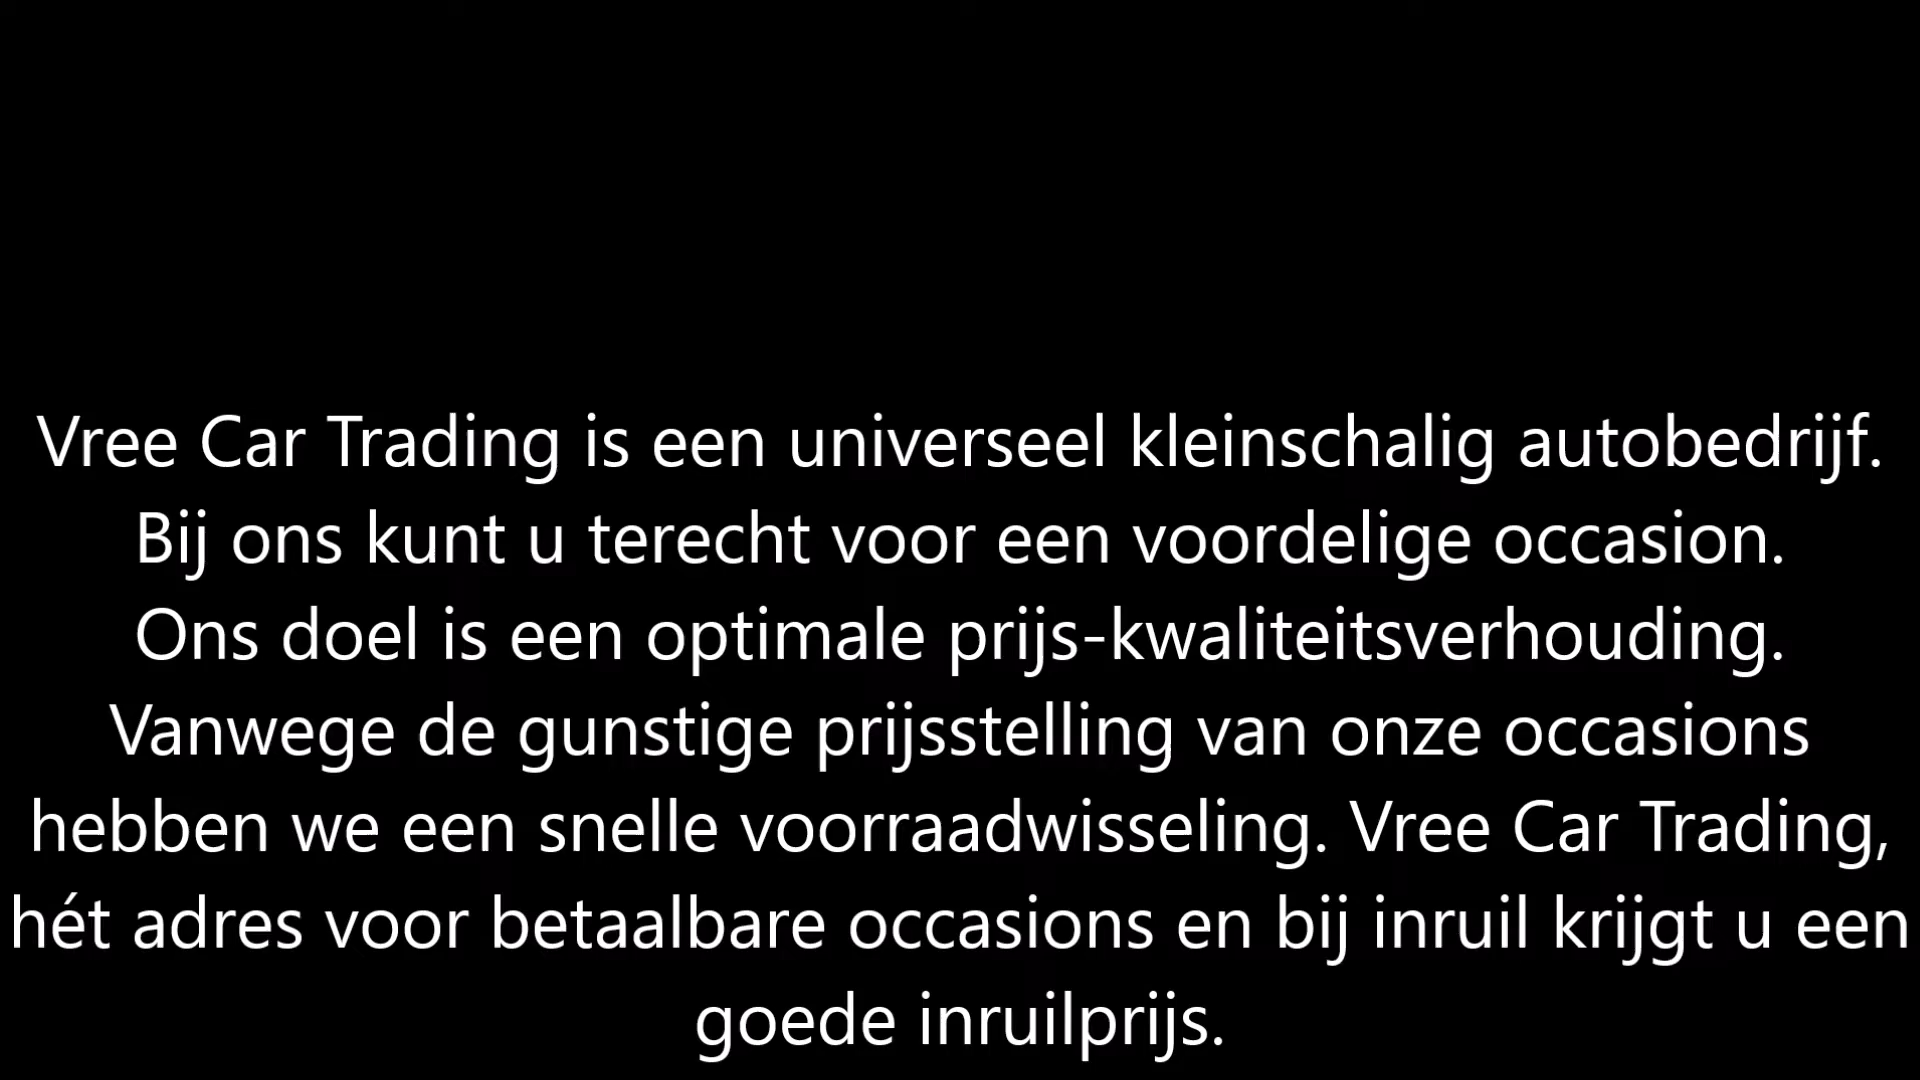 Vree Car Trading is een universeel kleinschalig autobedrijf.
Bij ons kunt u terecht voor een voordelige occasion.
Ons doel is een optimale prijs-kwaliteitsverhouding.
Vanwege de gunstige prijsstelling van onze occasions
hebben we een snelle voorraadwisseling. Vree Car Trading,
hét adres voor betaalbare occasions en bij inruil krijgt u een
goede inruilprijs.